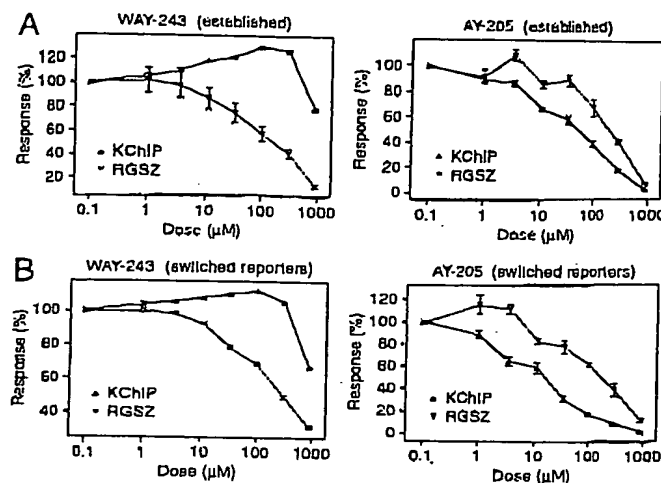 A
WAY-243 (established)
Response (%)
120
100
80
60
40
20
KChIP
RGSZ
0.1 1 10 100 1000
Dose (µM)
AY-205 (established)
Response (%)
120
100
80
60
40
20
0
KChIP
RGSZ
0.1 1 10 100 1000
Dose (µM)
B
WAY-243 (switched reporters)
Response (%)
100
80
60
40
KChIP
RGSZ
0.1 1 10 100 1000
Dose (µM)
AY-205 (switched reporters)
Response (%)
120
100
80
60
40
20
0
KChIP
RGSZ
0.1 1 10 100 1000
Dose (µM)